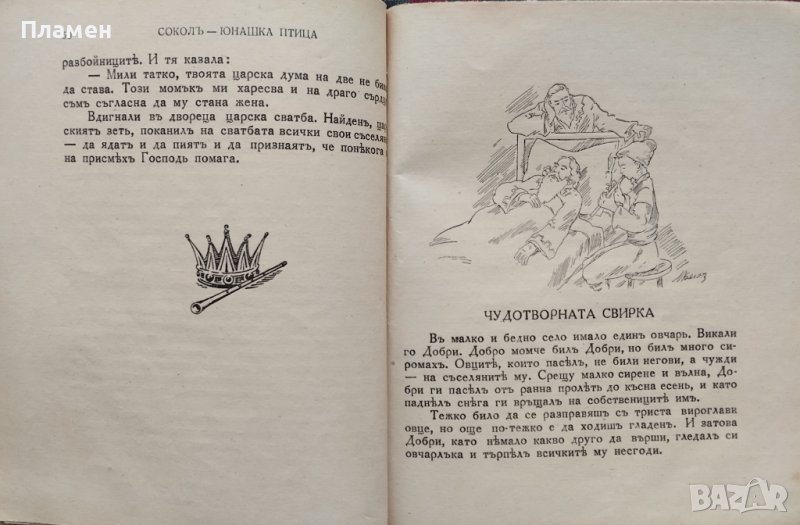 Пламен
СОКОЛЪ — ЮНАШКА ПТИЦА
разбойницитѣ. И тя казала:
— Мили татко, твоята царска дума на две не би
да става. Този момъкъ ми харесва и на драго сърд
съмъ съгласна да му стана жена.
Вдигнали въ двореца царска сватба. Найденъ, ца
скиятъ зеть, поканилъ на сватбата всички свои съселян
— да ядатъ и да пиятъ и да признаятъ, че понѣкога
на присмѣхъ Господь помага.
ЧУДОТВОРНАТА СВИРКА
Въ малко и бедно село имало единъ овчарь. Викали
го Добри. Добро момче билъ Добри, но билъ много си-
ромахъ. Овцитѣ, които пасѣлъ, не били негови, а чужди
— на съселянитѣ му. Срещу малко сирене и вълна, До-
бри ги пасѣлъ отъ ранна пролѣть до късна есень, и като
паднѣлъ снѣга ги връщалъ на собственицитѣ имъ.
Тежко било да се разправяшъ съ триста вироглави
овце, но още по-тежко е да ходишъ гладенъ. И затова
Добри, като нѣмало какво друго да върши, гледалъ си
овчарлъка и търпѣлъ всичкитѣ му несгоди.
BAZAR